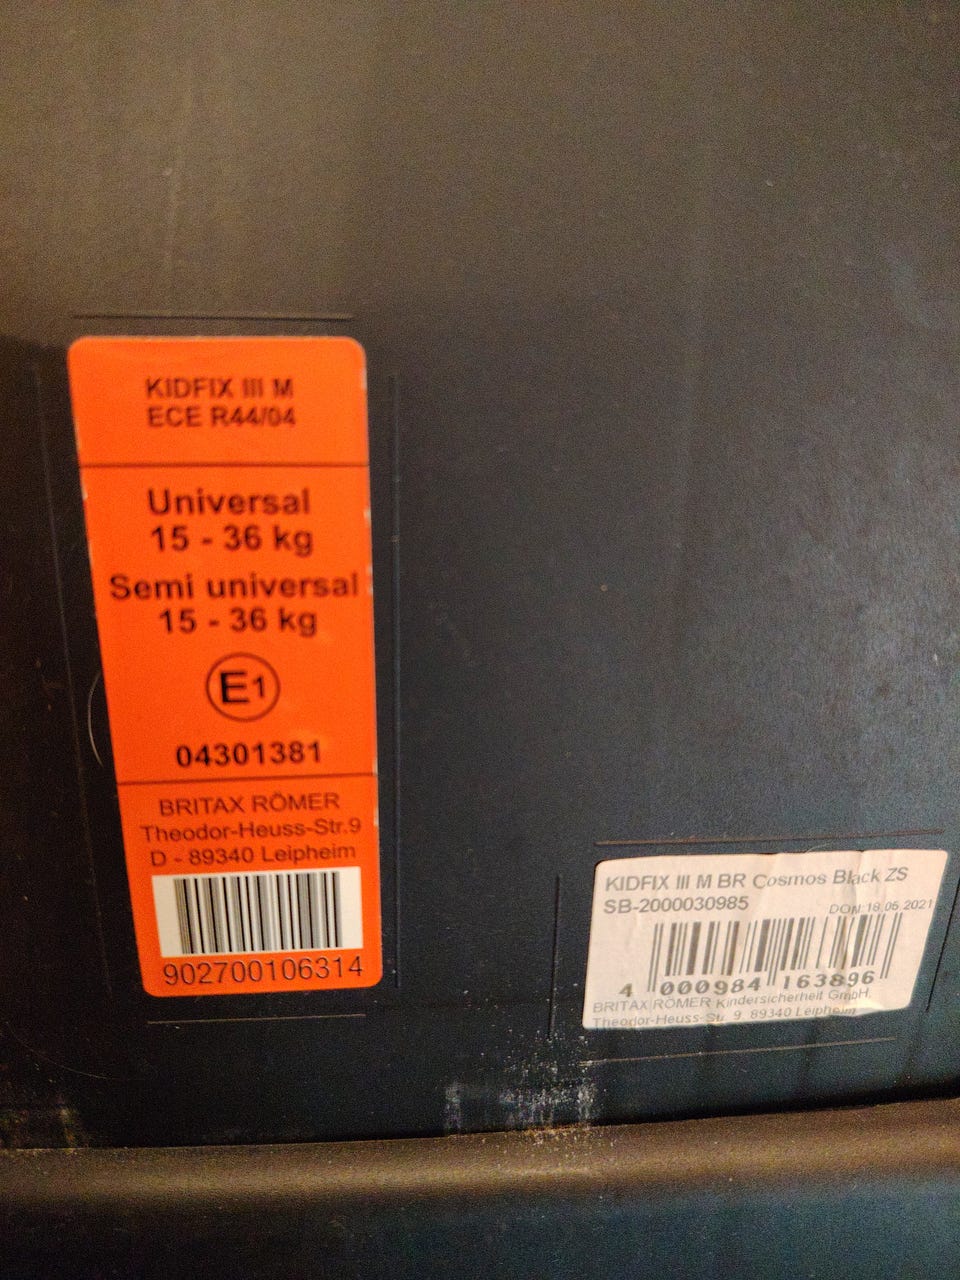 KIDFIX III M
ECE R44/04
Universal
15 - 36 kg
Semi universal
15 - 36 kg
E1
04301381
BRITAX RÖMER
Theodor-Heuss-Str.9
D - 89340 Leipheim
902700106314
KIDFIX III M BR Cosmos Black ZS
SB-2000030985
DOM:18.05.2021
4 000984 163896
BRITAX RÖMER Kindersicherheit GmbH,
Theodor-Heuss-Str. 9, 89340 Leipheim